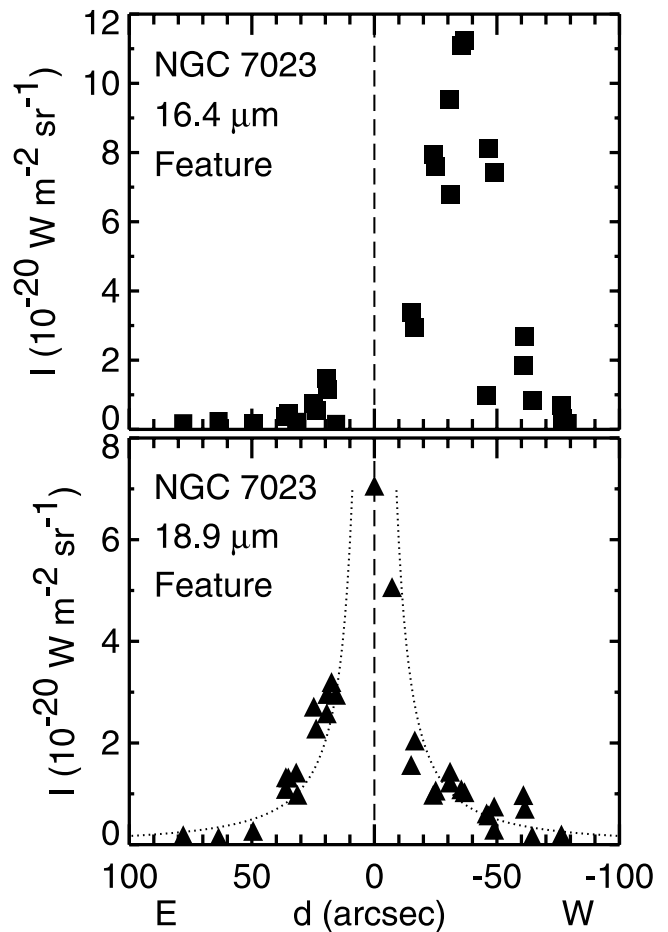 12
10
8
6
4
2
0
I (10⁻²⁰ W m⁻² sr⁻¹)
NGC 7023
16.4 μm
Feature
8
6
4
2
0
I (10⁻²⁰ W m⁻² sr⁻¹)
NGC 7023
18.9 μm
Feature
100 50 0 -50 -100
E d (arcsec) W